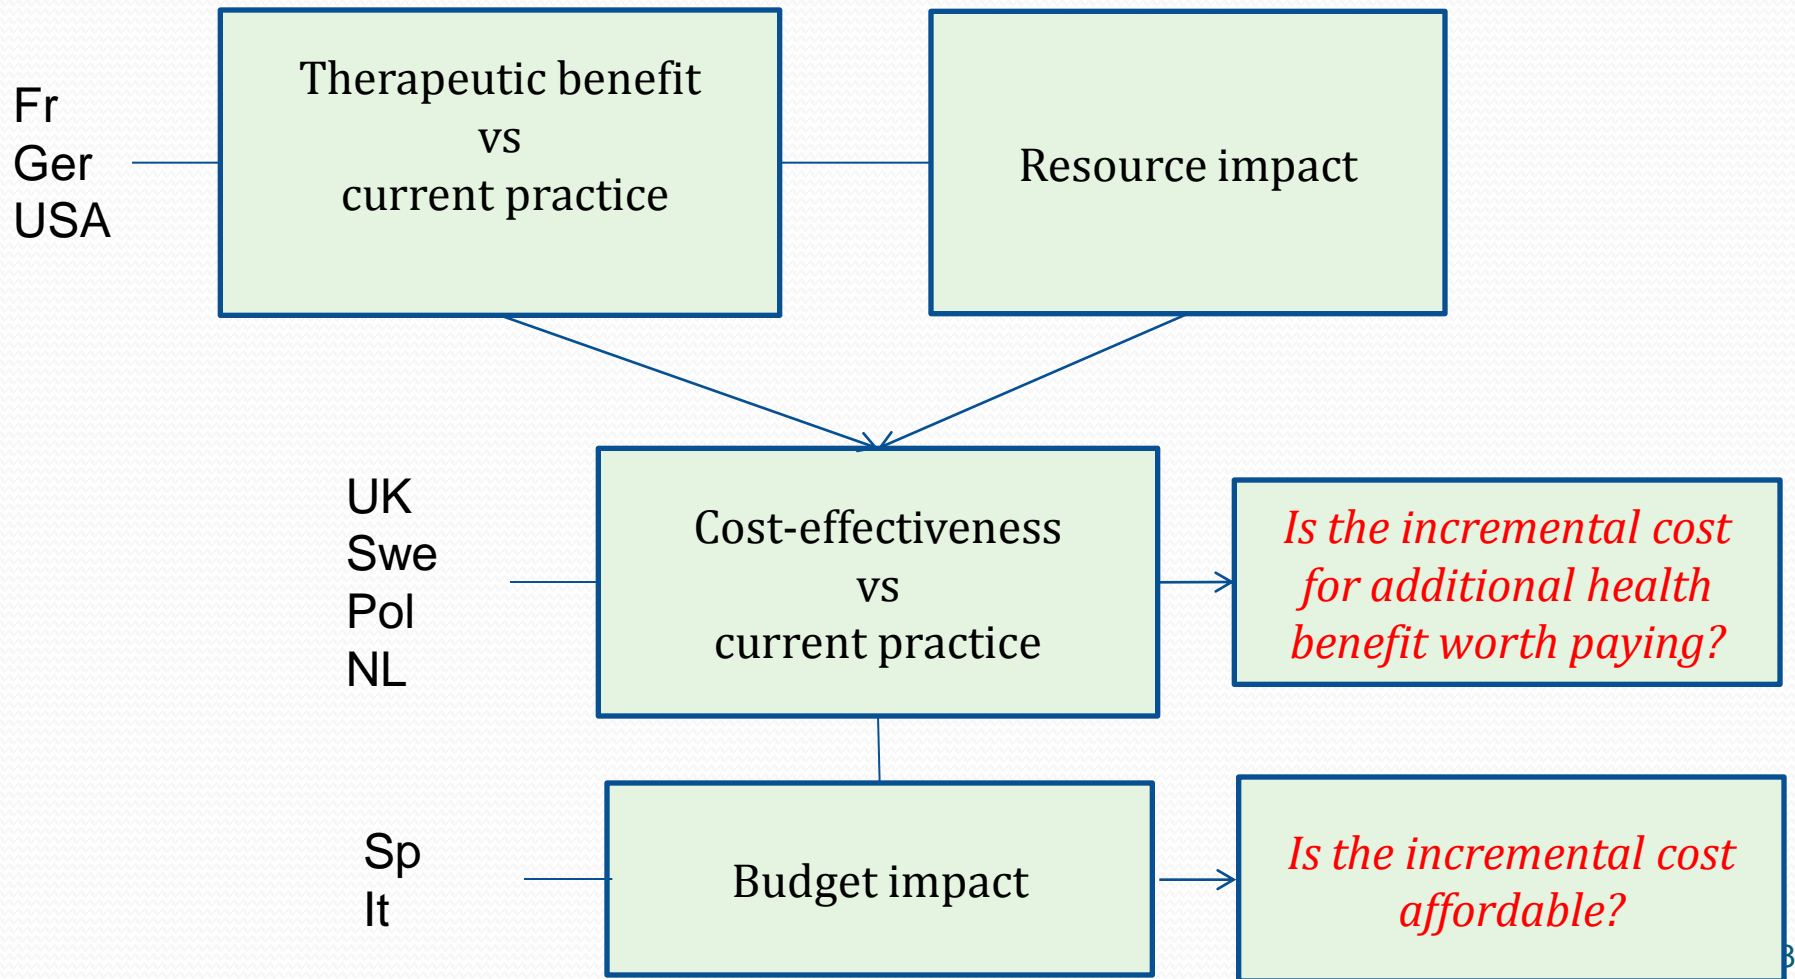 Fr
Ger
USA
Therapeutic benefit
vs
current practice
Resource impact
UK
Swe
Pol
NL
Cost-effectiveness
vs
current practice
Is the incremental cost
for additional health
benefit worth paying?
Sp
It
Budget impact
Is the incremental cost
affordable?